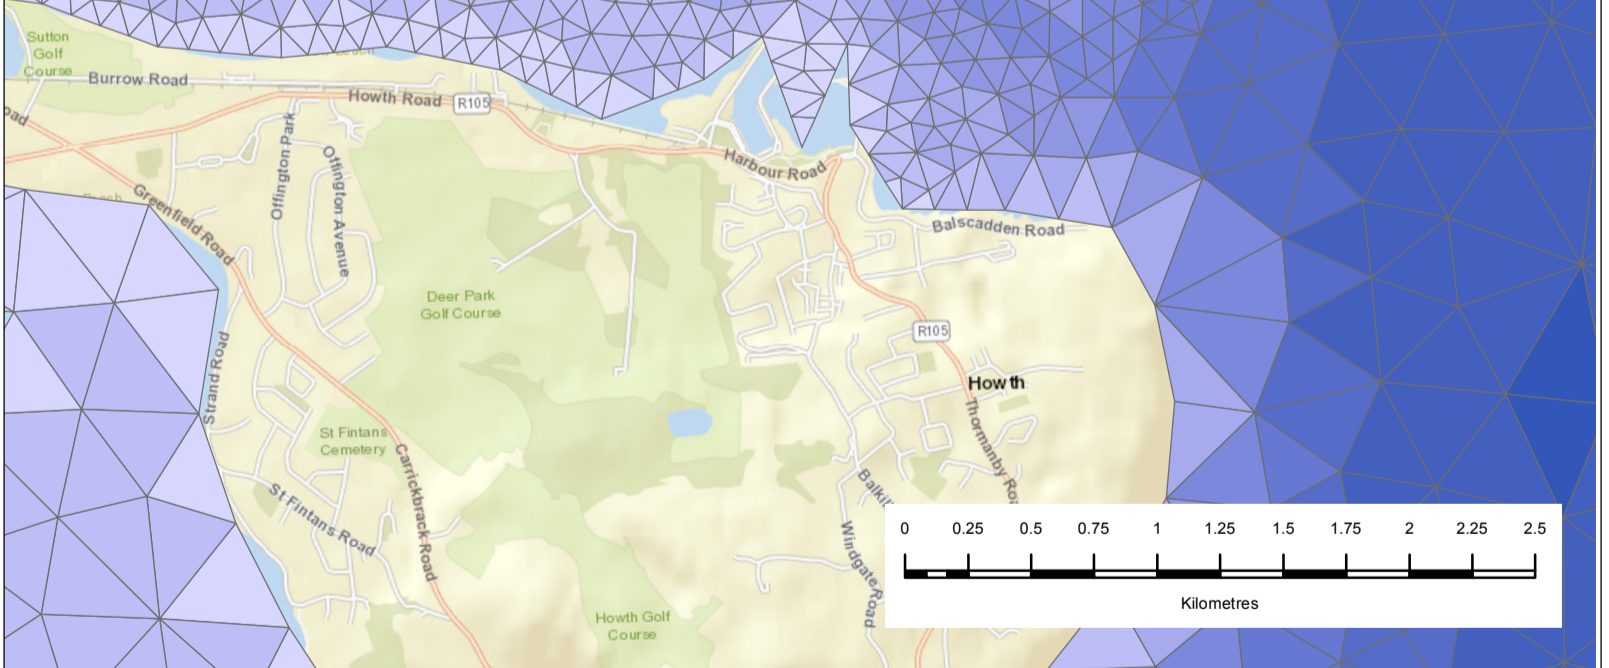 Sutton
Golf
Course
Burrow Road
Howth Road
R105
Offington Park
Offington Avenue
Greenfield Road
Harbour Road
Balscadden Road
Deer Park
Golf Course
R105
Howth
Strand Road
St Fintans
Cemetery
Thormanby
Carrickbrack Road
St Fintans Road
Windgate Road
Howth Golf
Course
0 0.25 0.5 0.75 1 1.25 1.5 1.75 2 2.25 2.5
Kilometres